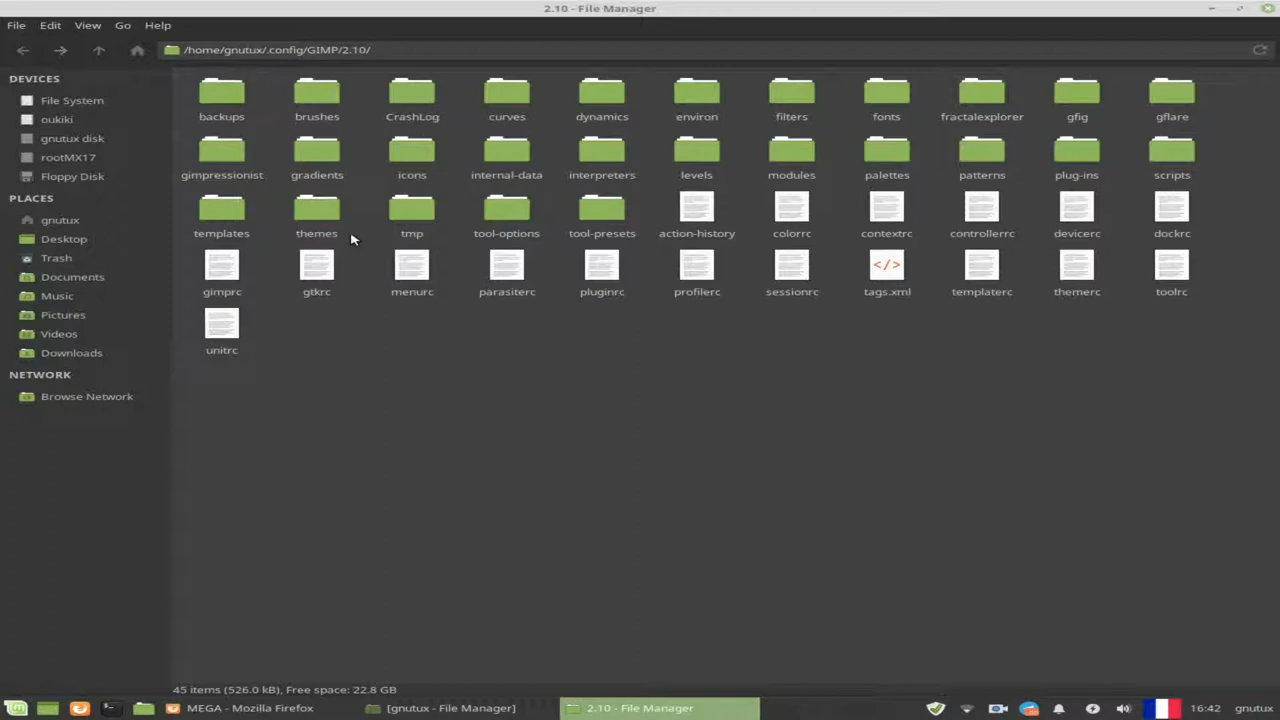 2.10 - File Manager
File Edit View Go Help
/home/gnutux/.config/GIMP/2.10/
DEVICES
File System
oukiki
gnutux disk
rootMX17
Floppy Disk
PLACES
gnutux
Desktop
Trash
Documents
Music
Pictures
Videos
Downloads
NETWORK
Browse Network
backups brushes CrashLog curves dynamics environ filters fonts fractalexplorer gfig gflare
gimpressionist gradients icons internal-data interpreters levels modules palettes patterns plug-ins scripts
templates themes tmp tool-options tool-presets action-history colorrc contextrc controllerrc devicerc dockrc
</>
gimprc gtkrc menurc parasiterc pluginrc profilerc sessionrc tags.xml templaterc themerc toolrc
unitrc
45 items (526.0 kB), Free space: 22.8 GB
MEGA - Mozilla Firefox [gnutux - File Manager] 2.10 - File Manager 16:42 gnutux